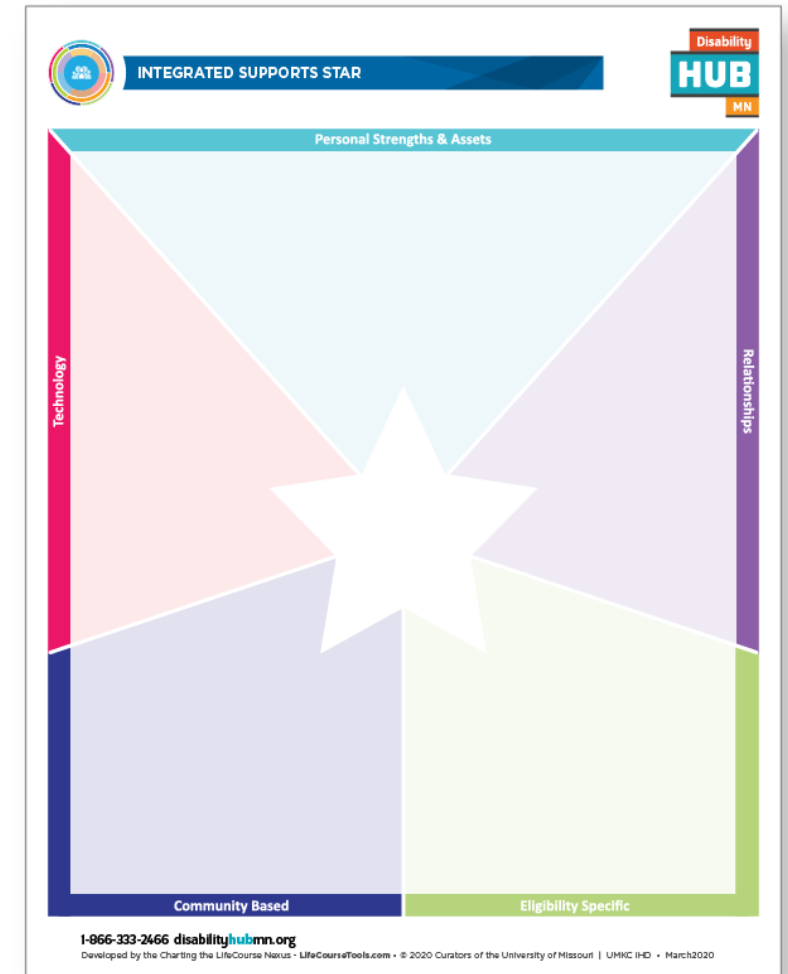 INTEGRATED SUPPORTS STAR
Disability
HUB
MN
Personal Strengths & Assets
Technology
Relationships
Community Based
Eligibility Specific
1-866-333-2466 disabilityhubmn.org
Developed by the Charting the LifeCourse Nexus - LifeCourseTools.com • © 2020 Curators of the University of Missouri | UMKC IHD • March2020